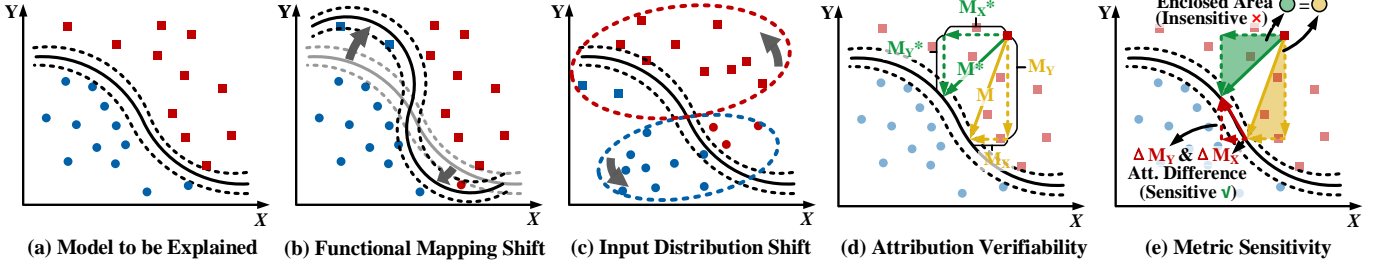 Y
X
(a) Model to be Explained
Y
X
(b) Functional Mapping Shift
Y
X
(c) Input Distribution Shift
Y
M_X*
M_Y*
M*
M
M_Y
M_X
X
(d) Attribution Verifiability
Y
Enclosed Area
(Insensitive ×)
=
Δ M_Y & Δ M_X
Att. Difference
(Sensitive √)
X
(e) Metric Sensitivity